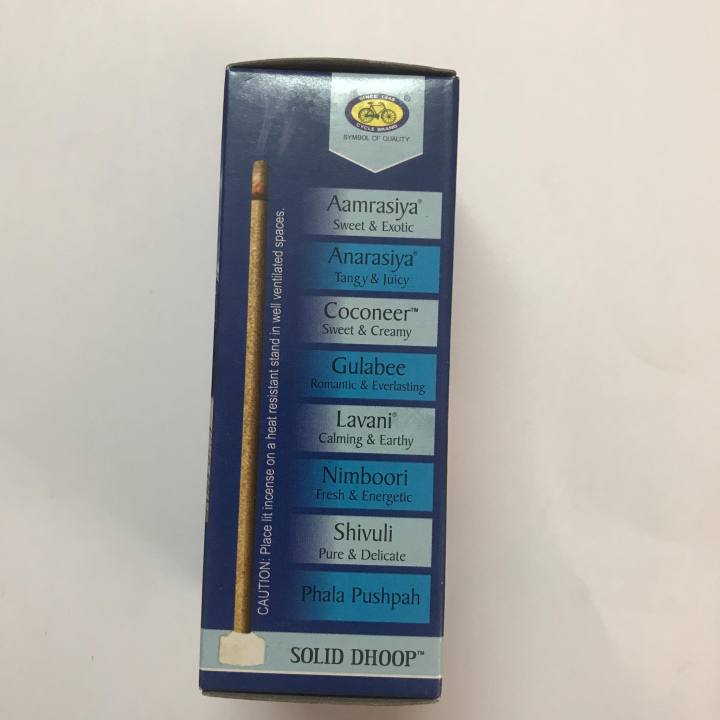 SINCE 1948
CYCLE BRAND
®
SYMBOL OF QUALITY
Aamrasiya®
Sweet & Exotic
Anarasiya®
Tangy & Juicy
Coconeer™
Sweet & Creamy
Gulabee
Romantic & Everlasting
Lavani®
Calming & Earthy
Nimboori
Fresh & Energetic
Shivuli
Pure & Delicate
Phala Pushpah
CAUTION: Place lit incense on a heat resistant stand in well ventilated spaces.
SOLID DHOOP™